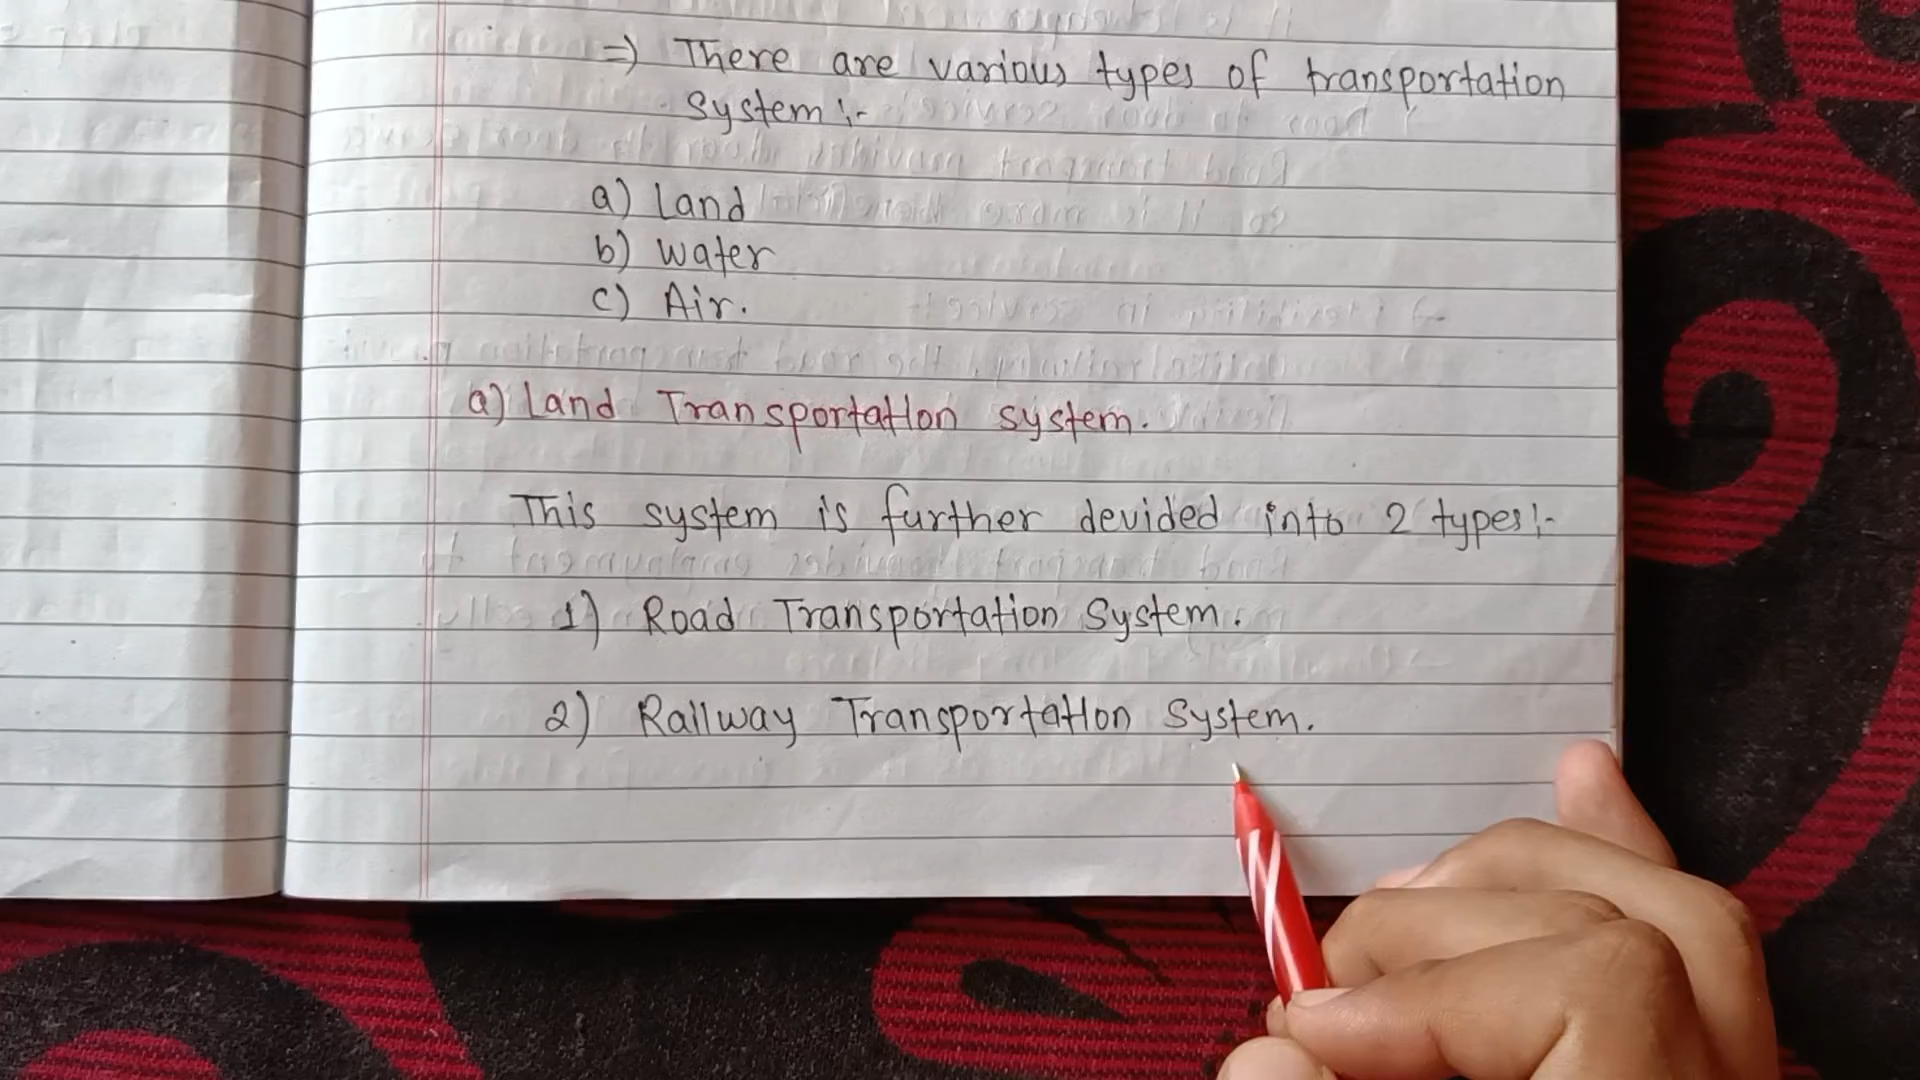 =) There are various types of transportation
system :-
a) Land
b) water
c) Air.
a) Land Transportation system.
This system is further devided into 2 types :-
1) Road Transportation System.
2) Railway Transportation System.